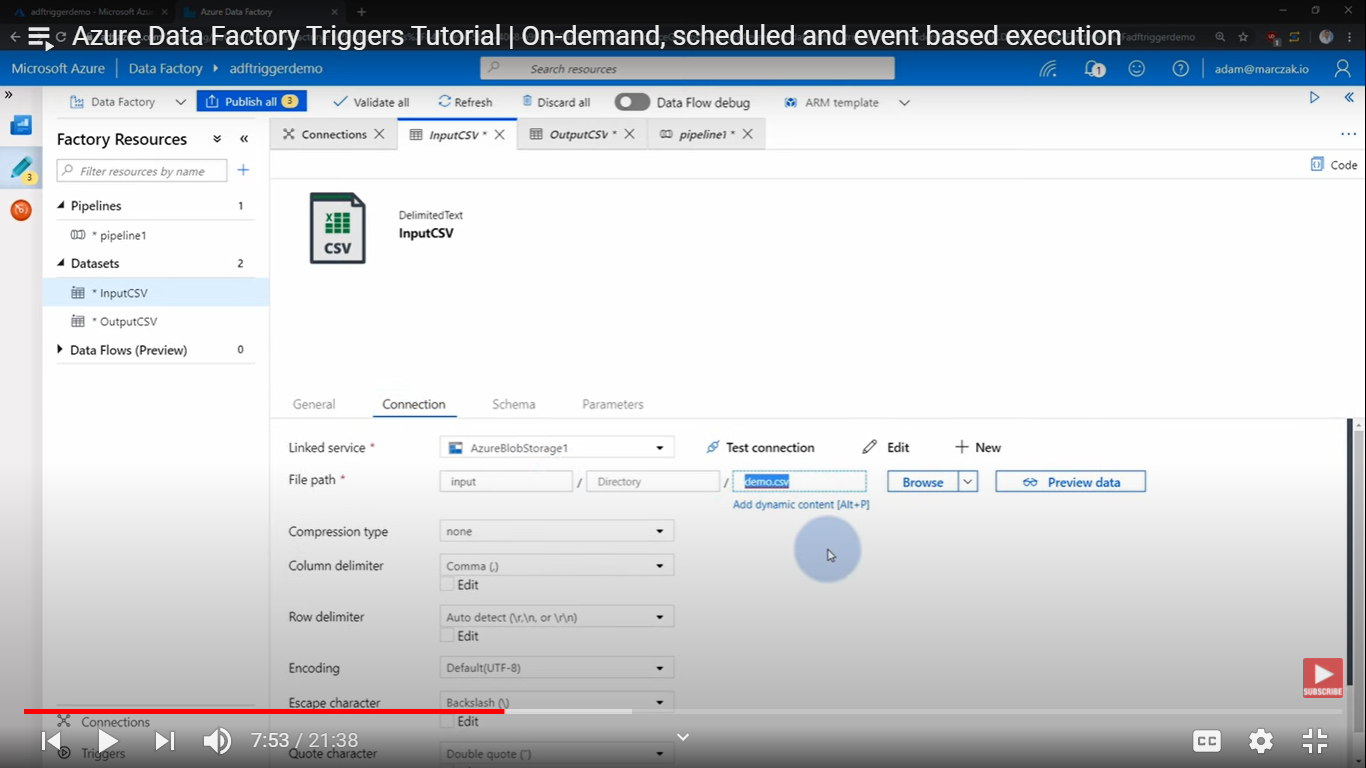 adftriggerdemo - Microsoft Azu
Azure Data Factory
Azure Data Factory Triggers Tutorial | On-demand, scheduled and event based execution
Fadftriggerdemo
Microsoft Azure
Data Factory
adftriggerdemo
Search resources
1
adam@marczak.io
Data Factory
Publish all 3
Validate all
Refresh
Discard all
Data Flow debug
ARM template
Factory Resources
Connections
InputCSV *
OutputCSV *
pipeline1 *
Filter resources by name
Code
3
Pipelines 1
* pipeline1
Datasets 2
* InputCSV
* OutputCSV
Data Flows (Preview) 0
CSV
DelimitedText
InputCSV
General
Connection
Schema
Parameters
Linked service * AzureBlobStorage1 Test connection Edit New
File path * input / Directory / demo.csv Browse Preview data
Add dynamic content [Alt+P]
Compression type none
Column delimiter Comma (,)
Edit
Row delimiter Auto detect (\r,\n, or \r\n)
Edit
Encoding Default(UTF-8)
Escape character Backslash (\)
Edit
Quote character Double quote (")
Connections
Triggers
SUBSCRIBE
7:53 / 21:38
CC